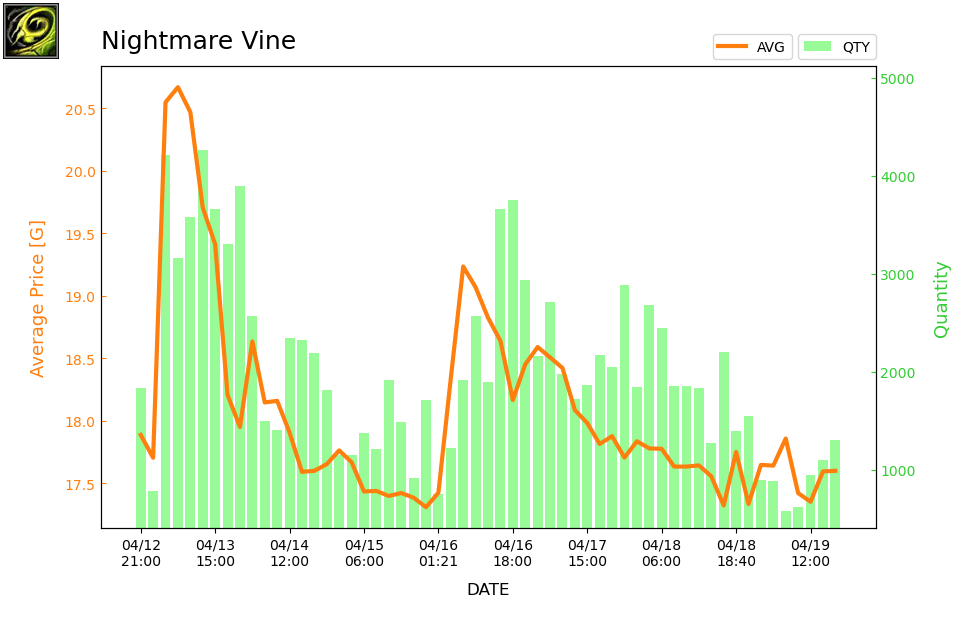 Nightmare Vine
AVG
QTY
20.5
20.0
19.5
19.0
18.5
18.0
17.5
Average Price [G]
5000
4000
3000
2000
1000
Quantity
04/12 04/13 04/14 04/15 04/16 04/16 04/17 04/18 04/18 04/19
21:00 15:00 12:00 06:00 01:21 18:00 15:00 06:00 18:40 12:00
DATE